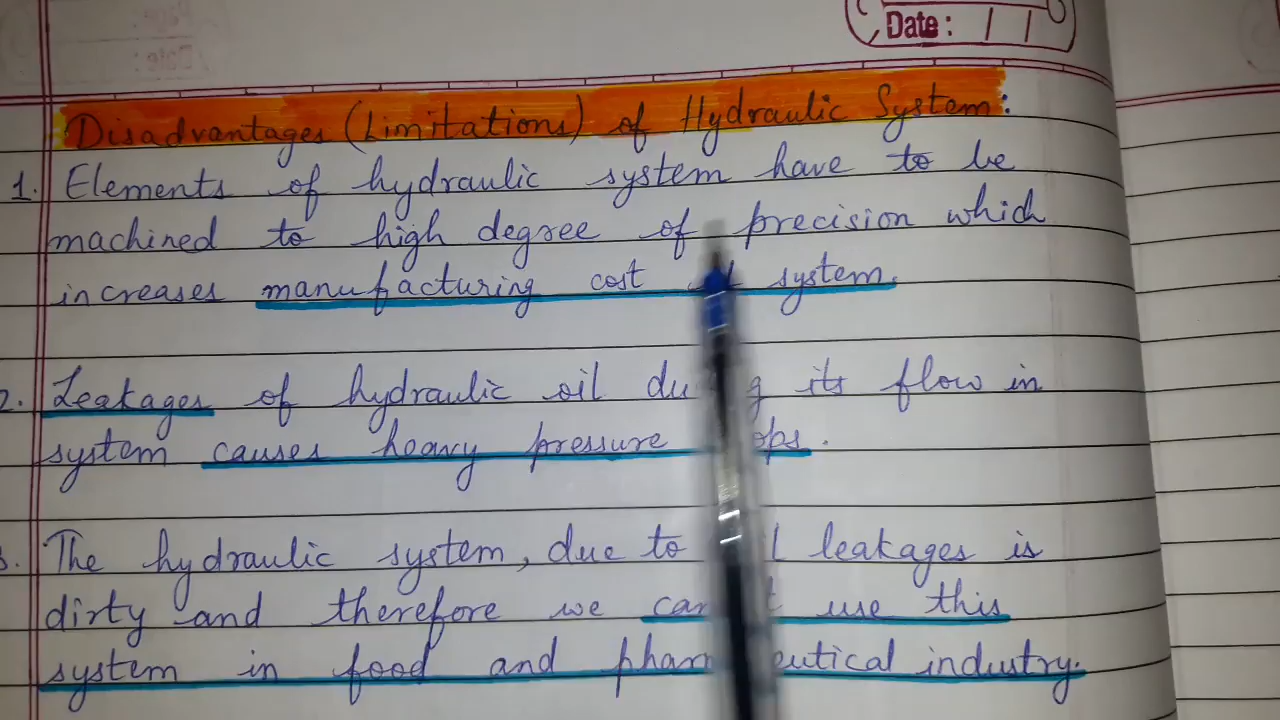 Date: / /
Disadvantages (Limitations) of Hydraulic System:
1. Elements of hydraulic system have to be
machined to high degree of precision which
increases manufacturing cost system.
2. Leakages of hydraulic oil its flow in
system causes heavy pressure .
3. The hydraulic system, due to leakages is
dirty and therefore we use this
system in food and industry.